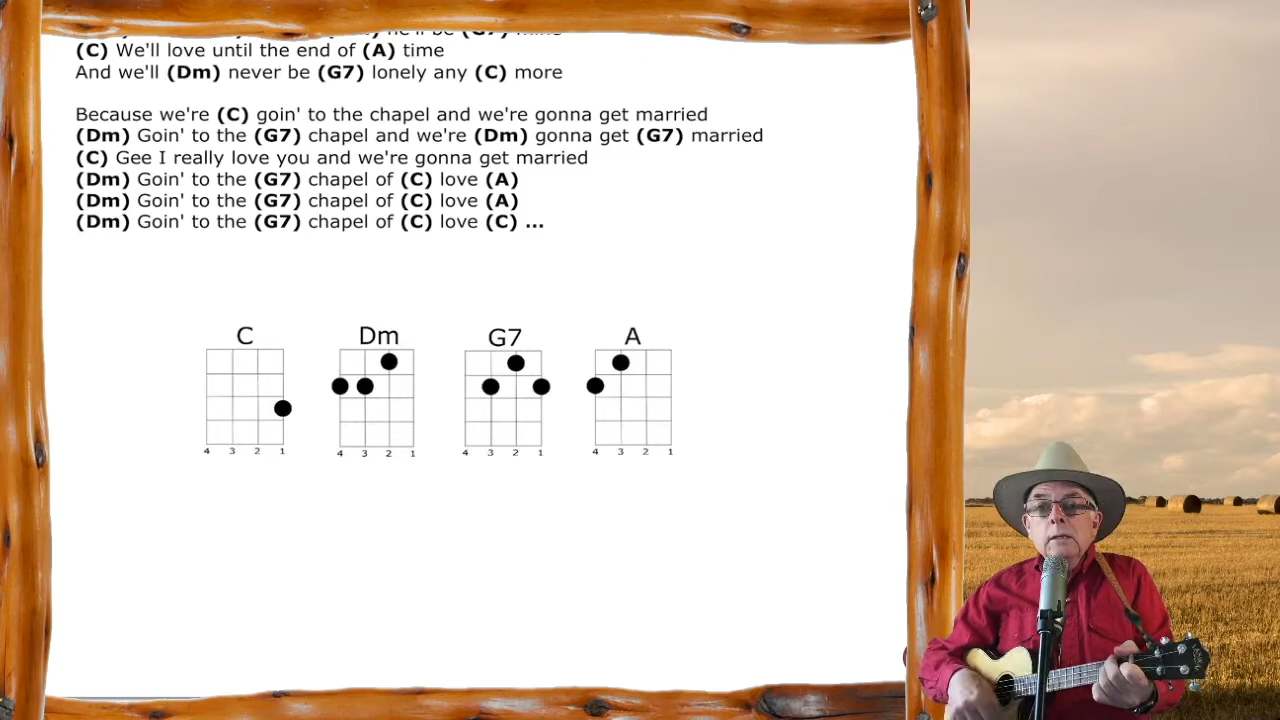 he'll be
(C) We'll love until the end of (A) time
And we'll (Dm) never be (G7) lonely any (C) more
Because we're (C) goin' to the chapel and we're gonna get married
(Dm) Goin' to the (G7) chapel and we're (Dm) gonna get (G7) married
(C) Gee I really love you and we're gonna get married
(Dm) Goin' to the (G7) chapel of (C) love (A)
(Dm) Goin' to the (G7) chapel of (C) love (A)
(Dm) Goin' to the (G7) chapel of (C) love (C) ...
C Dm G7 A
4 3 2 1 4 3 2 1 4 3 2 1 4 3 2 1